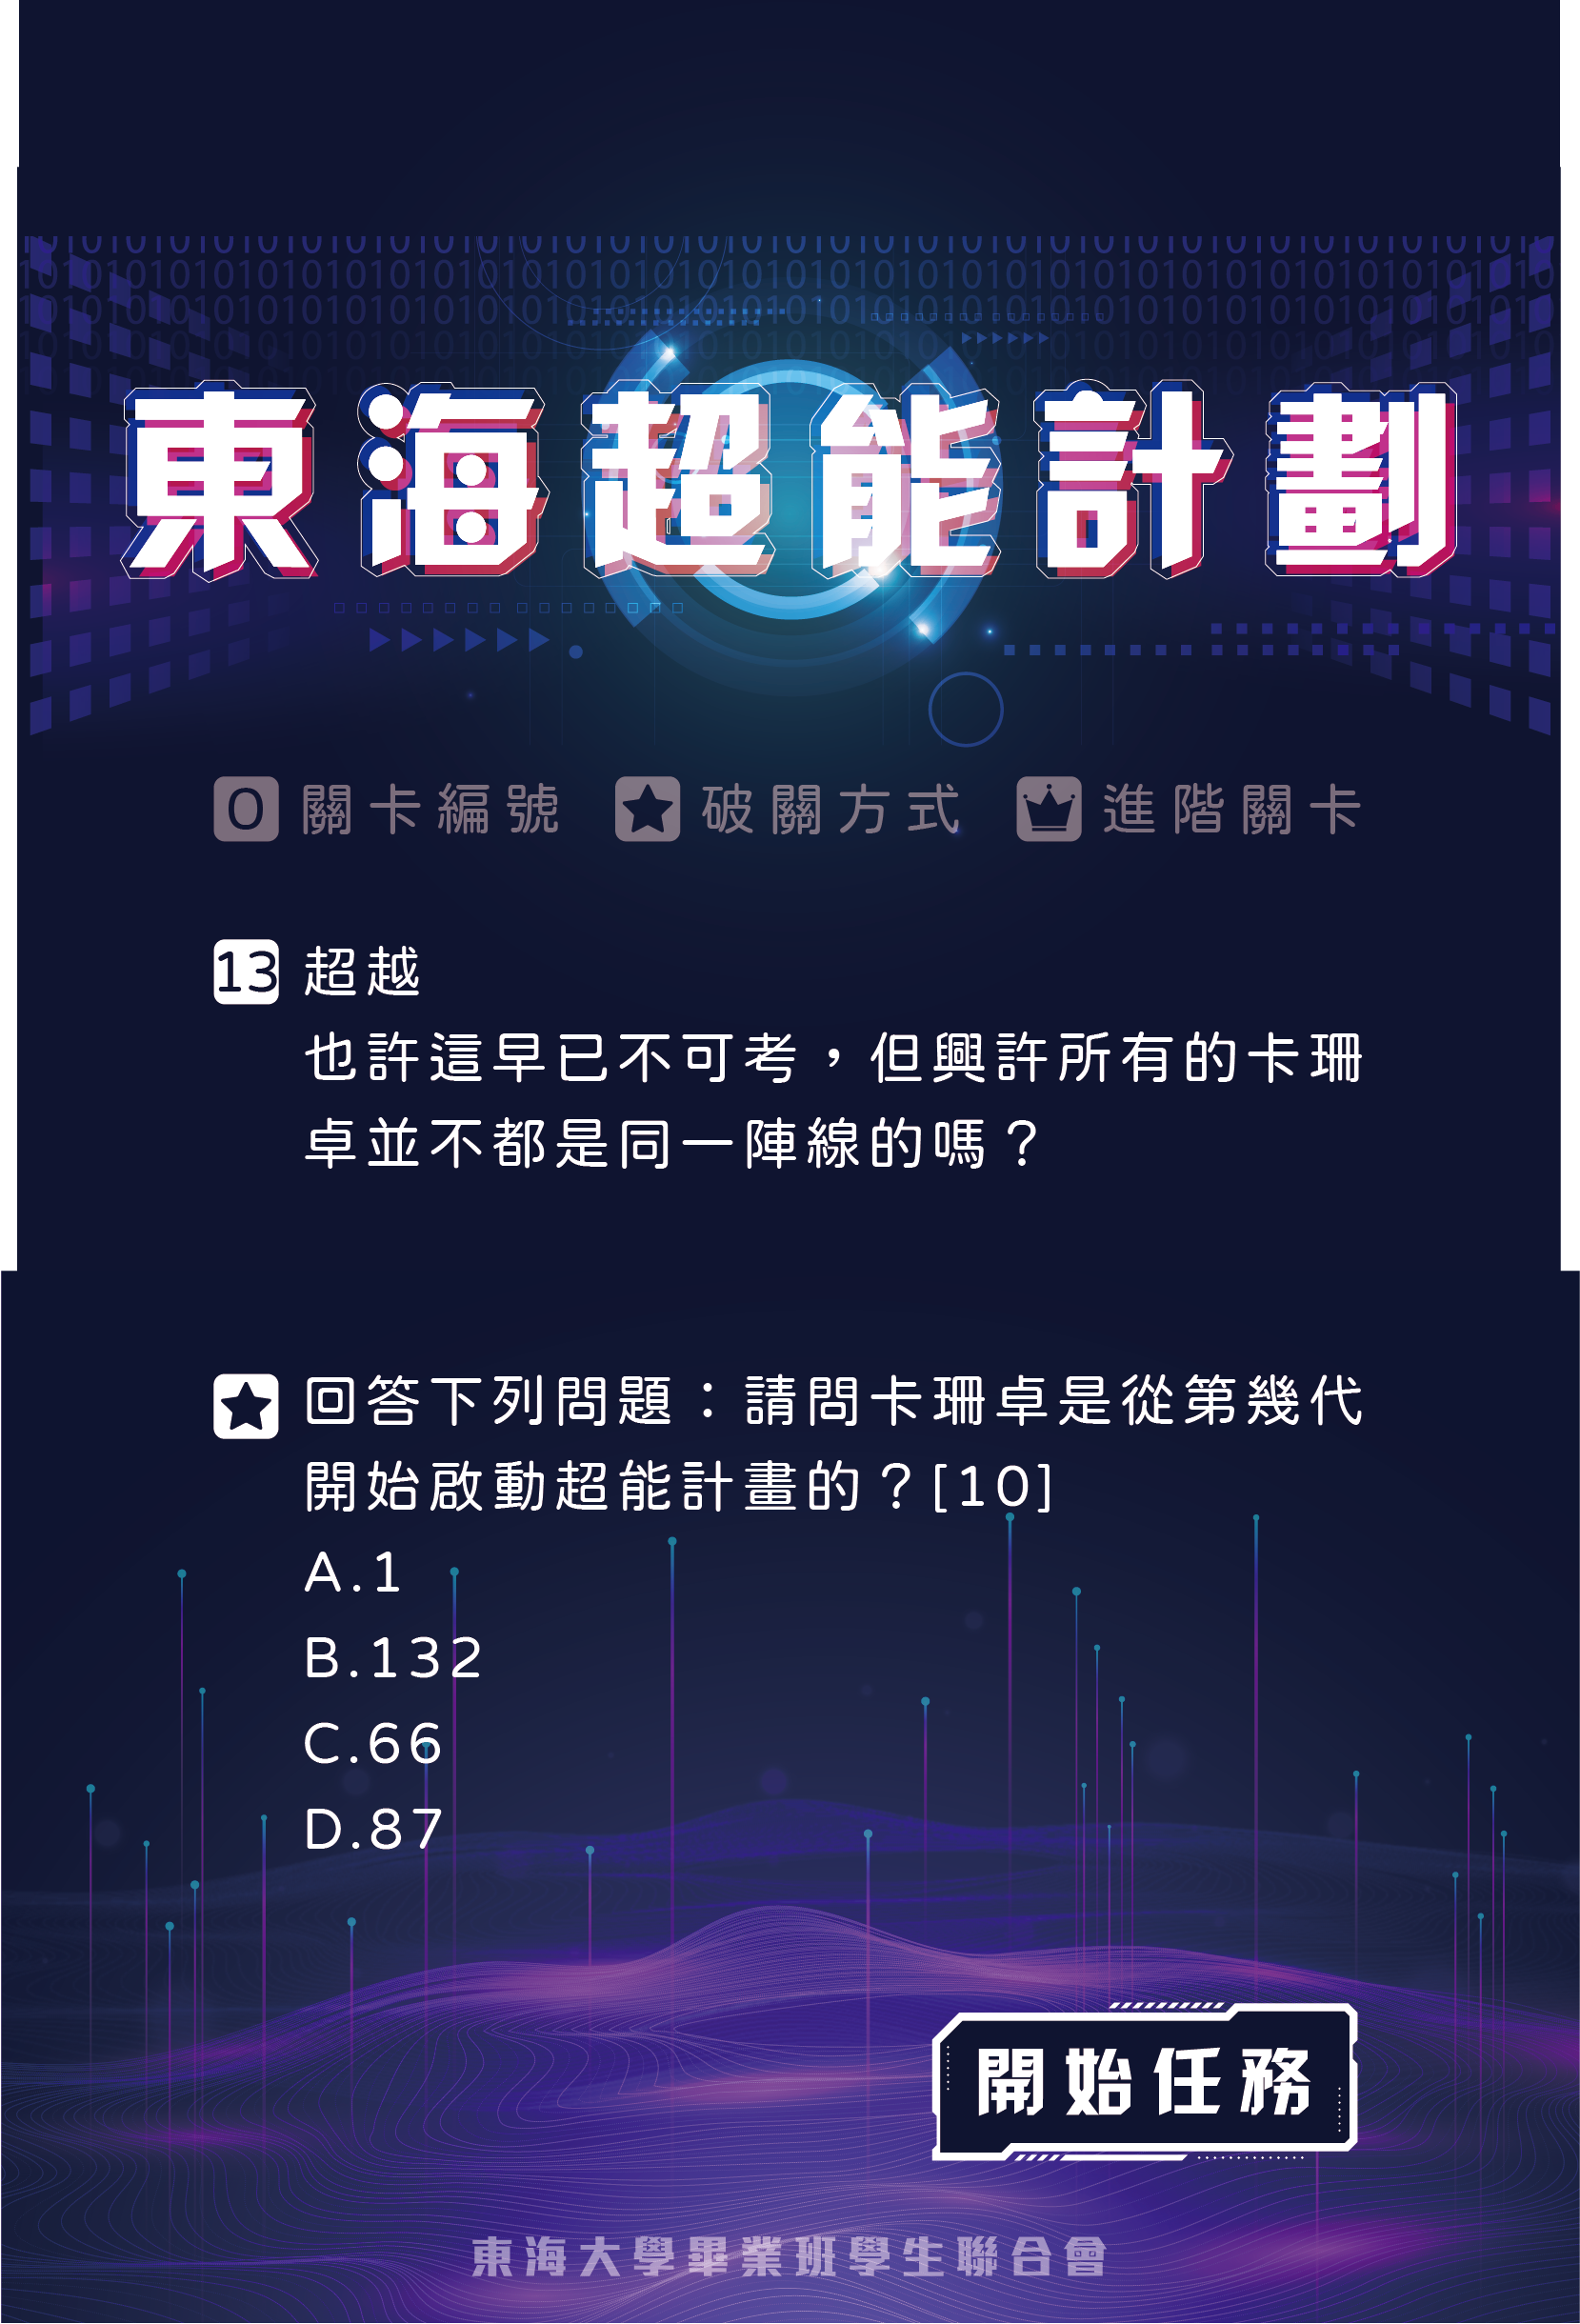 東海超能計劃
0 關卡編號 破關方式 進階關卡
13 超越
也許這早已不可考，但興許所有的卡珊
卓並不都是同一陣線的嗎？
回答下列問題：請問卡珊卓是從第幾代
開始啟動超能計畫的？[10]
A.1
B.132
C.66
D.87
開始任務
東海大學畢業班學生聯合會